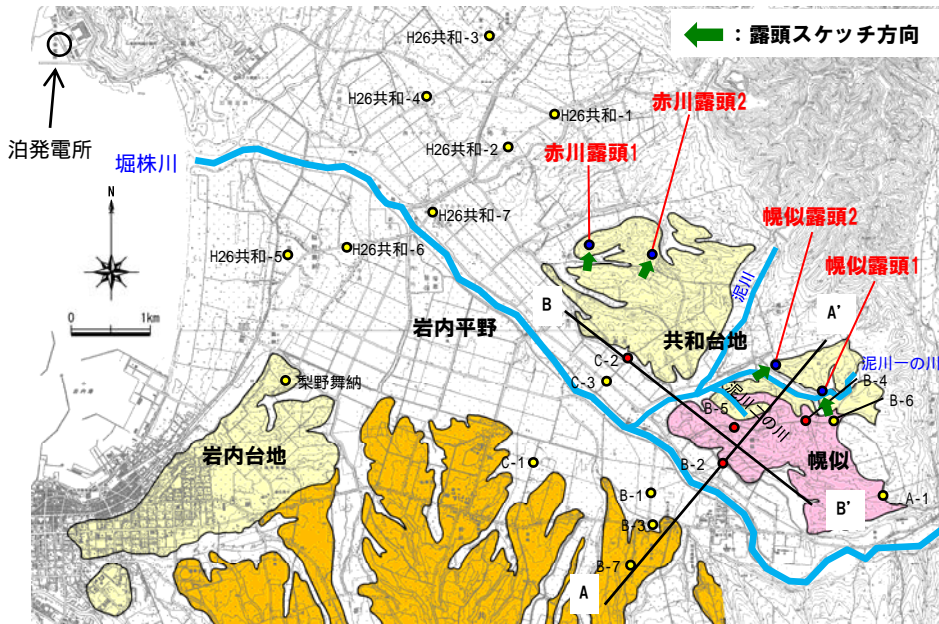 ：露頭スケッチ方向
H26共和-3
H26共和-4
H26共和-1
赤川露頭2
泊発電所
堀株川
H26共和-2
赤川露頭1
N
H26共和-7
幌似露頭2
H26共和-5
H26共和-6
幌似露頭1
0
1km
岩内平野
B
泥川
A'
共和台地
C-2
泥川一の川
梨野舞納
C-3
B-4
B-6
B-5
泥川二の川
岩内台地
C-1
B-2
幌似
B-1
A-1
B'
B-3
B-7
A